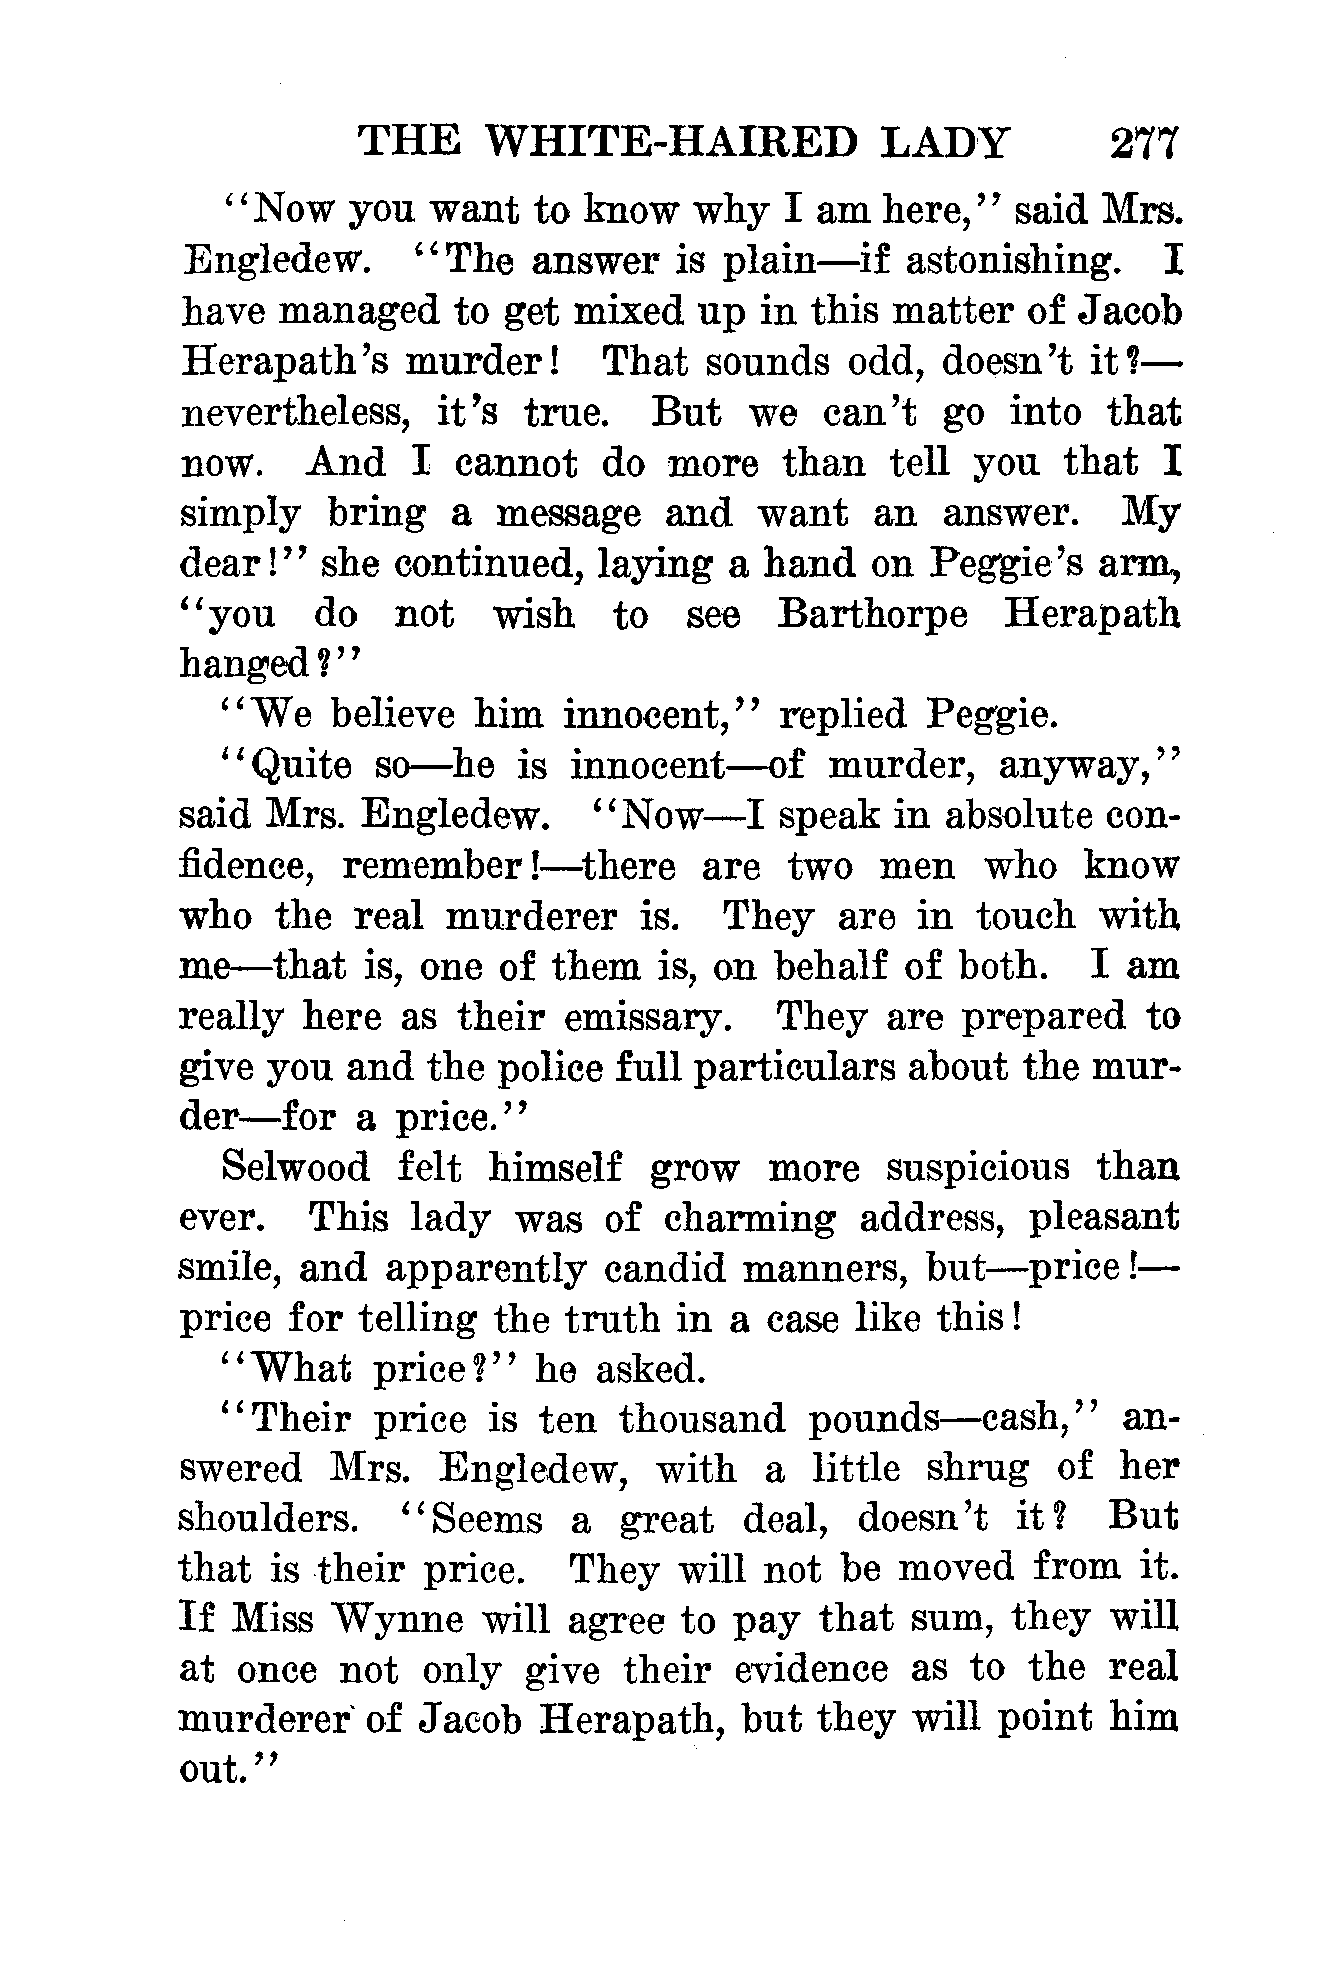 THE WHITE-HAIRED LADY 277
"Now you want to know why I am here," said Mrs.
Engledew. "The answer is plain—if astonishing. I
have managed to get mixed up in this matter of Jacob
Herapath's murder! That sounds odd, doesn't it?—
nevertheless, it's true. But we can't go into that
now. And I cannot do more than tell you that I
simply bring a message and want an answer. My
dear!" she continued, laying a hand on Peggie's arm,
"you do not wish to see Barthorpe Herapath
hanged?"
"We believe him innocent," replied Peggie.
"Quite so—he is innocent—of murder, anyway,"
said Mrs. Engledew. "Now—I speak in absolute con-
fidence, remember!—there are two men who know
who the real murderer is. They are in touch with
me—that is, one of them is, on behalf of both. I am
really here as their emissary. They are prepared to
give you and the police full particulars about the mur-
der—for a price."
Selwood felt himself grow more suspicious than
ever. This lady was of charming address, pleasant
smile, and apparently candid manners, but—price!—
price for telling the truth in a case like this!
"What price?" he asked.
"Their price is ten thousand pounds—cash," an-
swered Mrs. Engledew, with a little shrug of her
shoulders. "Seems a great deal, doesn't it? But
that is their price. They will not be moved from it.
If Miss Wynne will agree to pay that sum, they will
at once not only give their evidence as to the real
murderer of Jacob Herapath, but they will point him
out."